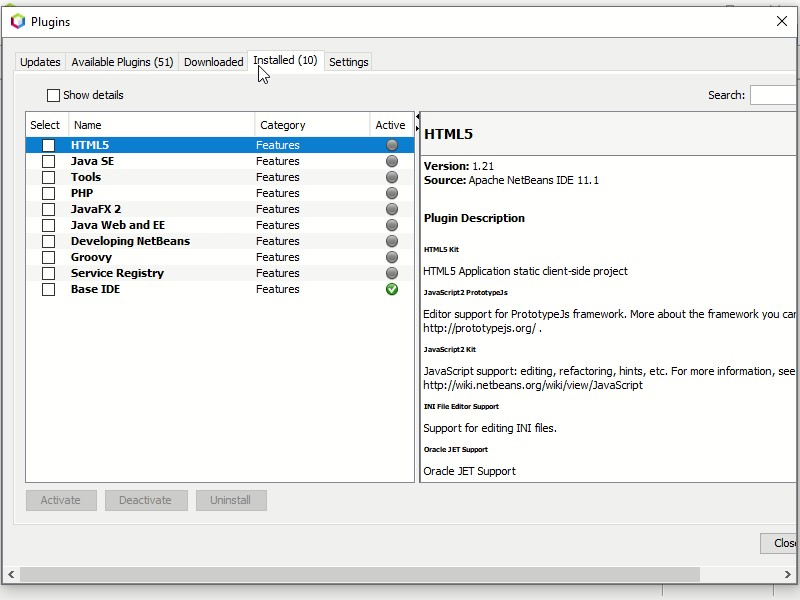 Plugins
Updates Available Plugins (51) Downloaded Installed (10) Settings
Show details Search:
Select Name Category Active
HTML5 Features
Java SE Features
Tools Features
PHP Features
JavaFX 2 Features
Java Web and EE Features
Developing NetBeans Features
Groovy Features
Service Registry Features
Base IDE Features
HTML5
Version: 1.21
Source: Apache NetBeans IDE 11.1
Plugin Description
HTML5 Kit
HTML5 Application static client-side project
JavaScript2 PrototypeJs
Editor support for PrototypeJs framework. More about the framework you can
http://prototypejs.org/ .
JavaScript2 Kit
JavaScript support: editing, refactoring, hints, etc. For more information, see
http://wiki.netbeans.org/wiki/view/JavaScript
INI File Editor Support
Support for editing INI files.
Oracle JET Support
Oracle JET Support
Activate Deactivate Uninstall
Close